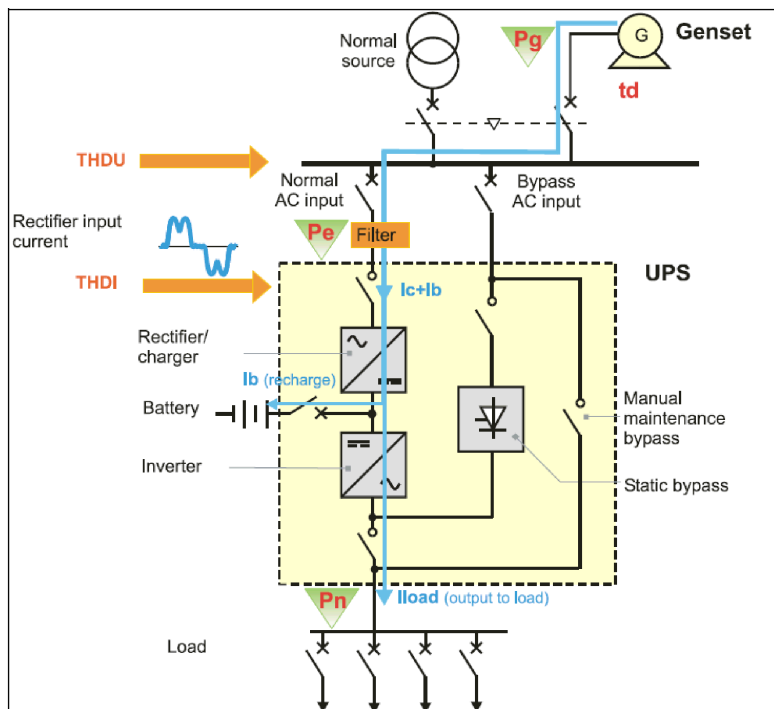 Normal
source
Pg
G
Genset
td
THDU
Normal
AC input
Bypass
AC input
Rectifier input
current
Pe
Filter
THDI
UPS
Ic+Ib
Rectifier/
charger
Ib (recharge)
Battery
Manual
maintenance
bypass
Inverter
Static bypass
Pn
Iload (output to load)
Load